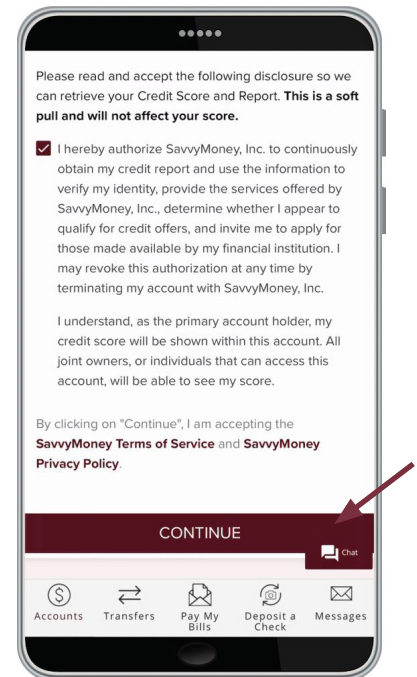 Please read and accept the following disclosure so we
can retrieve your Credit Score and Report. This is a soft
pull and will not affect your score.
I hereby authorize SavvyMoney, Inc. to continuously
obtain my credit report and use the information to
verify my identity, provide the services offered by
SavvyMoney, Inc., determine whether I appear to
qualify for credit offers, and invite me to apply for
those made available by my financial institution. I
may revoke this authorization at any time by
terminating my account with SavvyMoney, Inc.
I understand, as the primary account holder, my
credit score will be shown within this account. All
joint owners, or individuals that can access this
account, will be able to see my score.
By clicking on "Continue", I am accepting the
SavvyMoney Terms of Service and SavvyMoney
Privacy Policy.
CONTINUE
Chat
Accounts Transfers Pay My Deposit a Messages
Bills Check